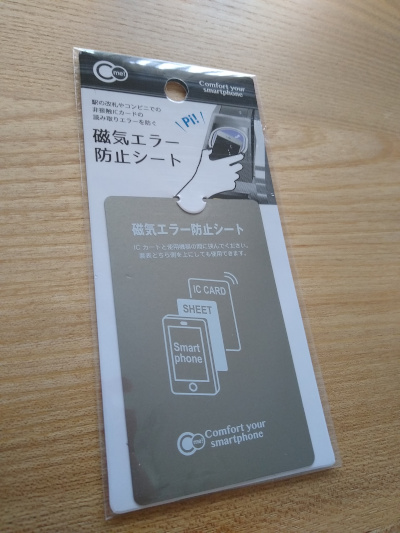 Comet
Comfort your
smartphone
駅の改札やコンビニでの
非接触ICカードの
読み取りエラーを防ぐ
Pi!
磁気エラー
防止シート
磁気エラー防止シート
ICカードと携帯機器の間に挟んでください。
裏表どちら側を上にしても使用できます。
IC CARD
SHEET
Smart
phone
Comet
Comfort your
smartphone